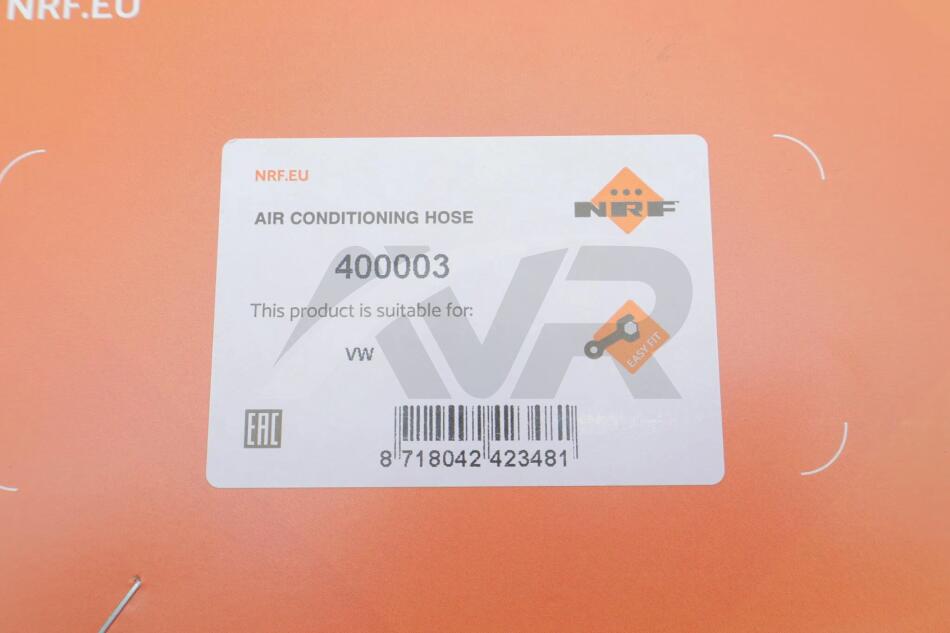 NRF.EU
NRF.EU
NRF
AIR CONDITIONING HOSE
400003
This product is suitable for:
VW
EASY FIT
EAC
8 718042 423481
AVR